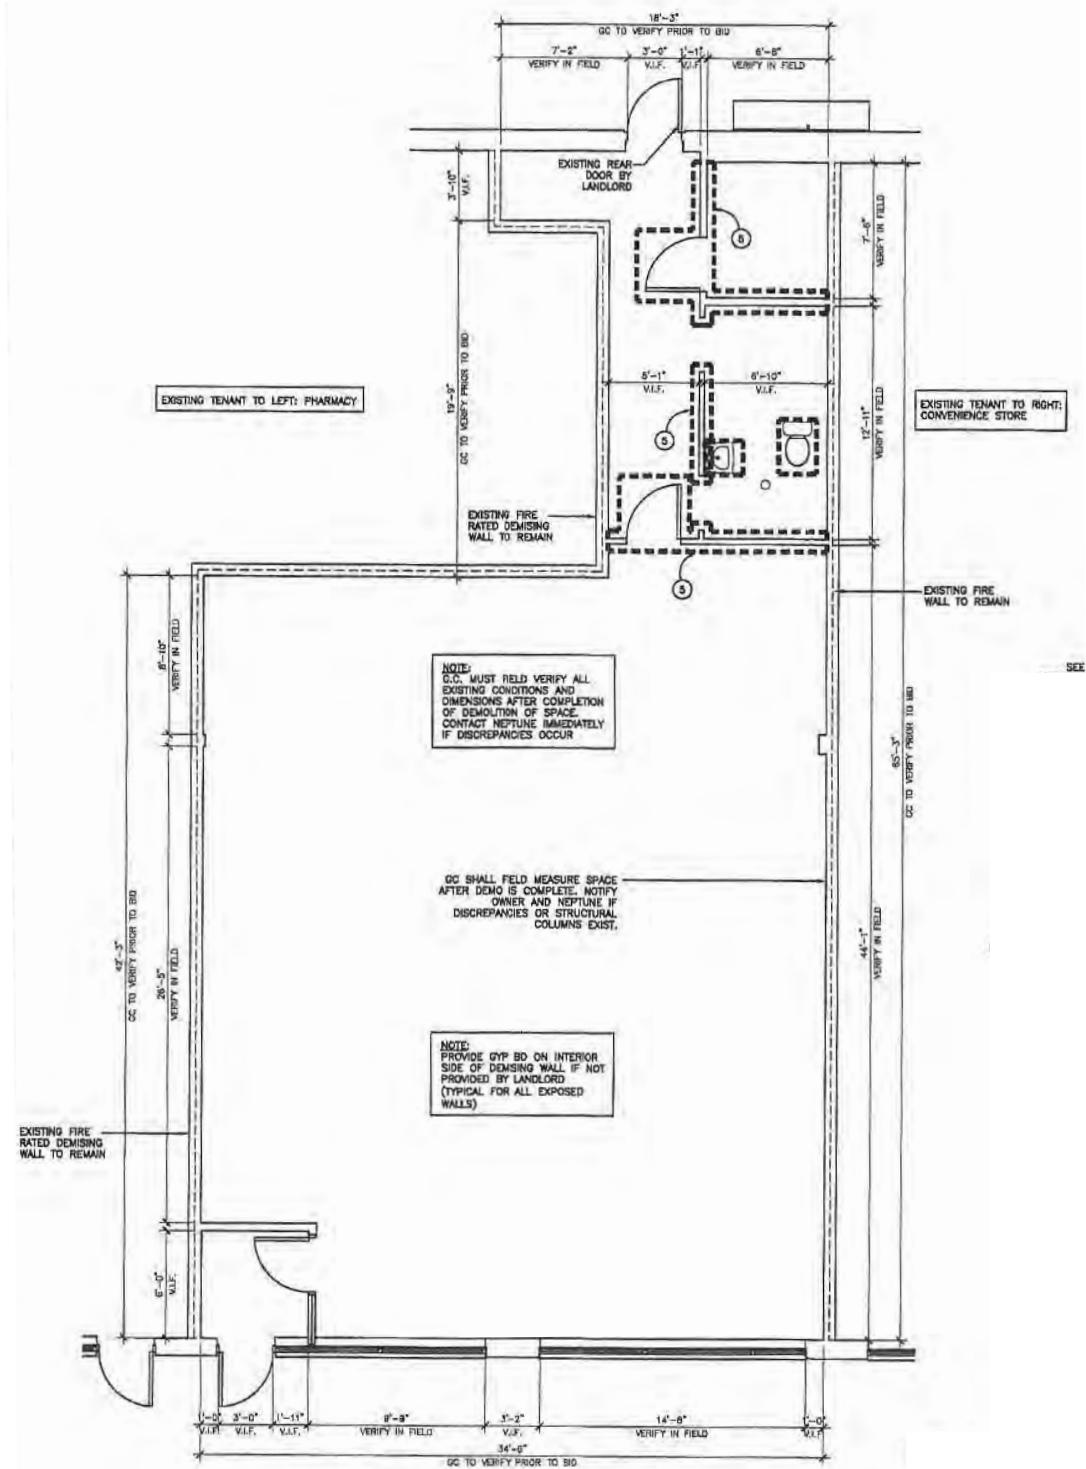 18'-3"
GC TO VERIFY PRIOR TO BID
7'-2"
VERIFY IN FIELD
3'-0"
V.I.F.
1'-1"
V.I.F.
6'-8"
VERIFY IN FIELD
EXISTING REAR
DOOR BY
LANDLORD
3'-10"
V.I.F.
5
7'-6"
VERIFY IN FIELD
19'-9"
GC TO VERIFY PRIOR TO BID
5'-1"
V.I.F.
6'-10"
V.I.F.
12'-11"
VERIFY IN FIELD
EXISTING TENANT TO LEFT: PHARMACY
EXISTING TENANT TO RIGHT:
CONVENIENCE STORE
5
EXISTING FIRE
RATED DEMISING
WALL TO REMAIN
5
EXISTING FIRE
WALL TO REMAIN
8'-10"
VERIFY IN FIELD
NOTE:
G.C. MUST FIELD VERIFY ALL
EXISTING CONDITIONS AND
DIMENSIONS AFTER COMPLETION
OF DEMOLITION OF SPACE.
CONTACT NEPTUNE IMMEDIATELY
IF DISCREPANCIES OCCUR
SEE
65'-3"
GC TO VERIFY PRIOR TO BID
GC SHALL FIELD MEASURE SPACE
AFTER DEMO IS COMPLETE. NOTIFY
OWNER AND NEPTUNE IF
DISCREPANCIES OR STRUCTURAL
COLUMNS EXIST.
42'-3"
GC TO VERIFY PRIOR TO BID
26'-5"
VERIFY IN FIELD
44'-1"
VERIFY IN FIELD
NOTE:
PROVIDE GYP BD ON INTERIOR
SIDE OF DEMSING WALL IF NOT
PROVIDED BY LANDLORD
(TYPICAL FOR ALL EXPOSED
WALLS)
EXISTING FIRE
RATED DEMISING
WALL TO REMAIN
6'-0"
V.I.F.
1'-0"
V.I.F.
3'-0"
V.I.F.
1'-11"
V.I.F.
9'-9"
VERIFY IN FIELD
3'-2"
V.I.F.
14'-8"
VERIFY IN FIELD
1'-0"
V.I.F.
34'-6"
GC TO VERIFY PRIOR TO BID